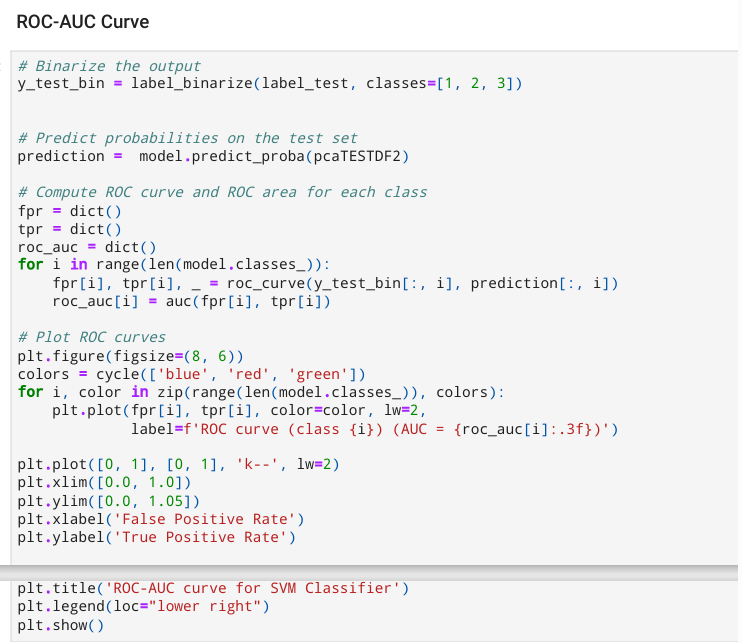 ROC-AUC Curve
# Binarize the output
y_test_bin = label_binarize(label_test, classes=[1, 2, 3])
# Predict probabilities on the test set
prediction =  model.predict_proba(pcaTESTDF2)
# Compute ROC curve and ROC area for each class
fpr = dict()
tpr = dict()
roc_auc = dict()
for i in range(len(model.classes_)):
    fpr[i], tpr[i], _ = roc_curve(y_test_bin[:, i], prediction[:, i])
    roc_auc[i] = auc(fpr[i], tpr[i])
# Plot ROC curves
plt.figure(figsize=(8, 6))
colors = cycle(['blue', 'red', 'green'])
for i, color in zip(range(len(model.classes_)), colors):
    plt.plot(fpr[i], tpr[i], color=color, lw=2,
             label=f'ROC curve (class {i}) (AUC = {roc_auc[i]:.3f})')
plt.plot([0, 1], [0, 1], 'k--', lw=2)
plt.xlim([0.0, 1.0])
plt.ylim([0.0, 1.05])
plt.xlabel('False Positive Rate')
plt.ylabel('True Positive Rate')
plt.title('ROC-AUC curve for SVM Classifier')
plt.legend(loc="lower right")
plt.show()